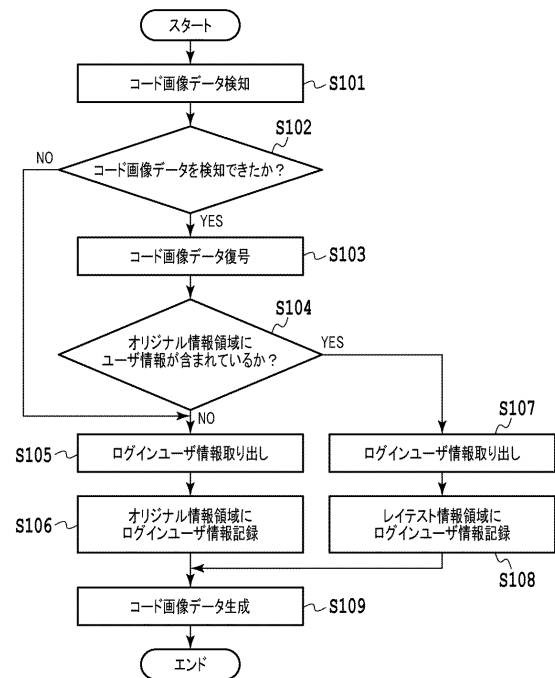 スタート
コード画像データ検知
S101
S102
NO
コード画像データを検知できたか?
YES
コード画像データ復号
S103
S104
オリジナル情報領域に
ユーザ情報が含まれているか?
YES
NO
S107
S105
ログインユーザ情報取り出し
ログインユーザ情報取り出し
S106
オリジナル情報領域に
ログインユーザ情報記録
レイテスト情報領域に
ログインユーザ情報記録
S108
コード画像データ生成
S109
エンド